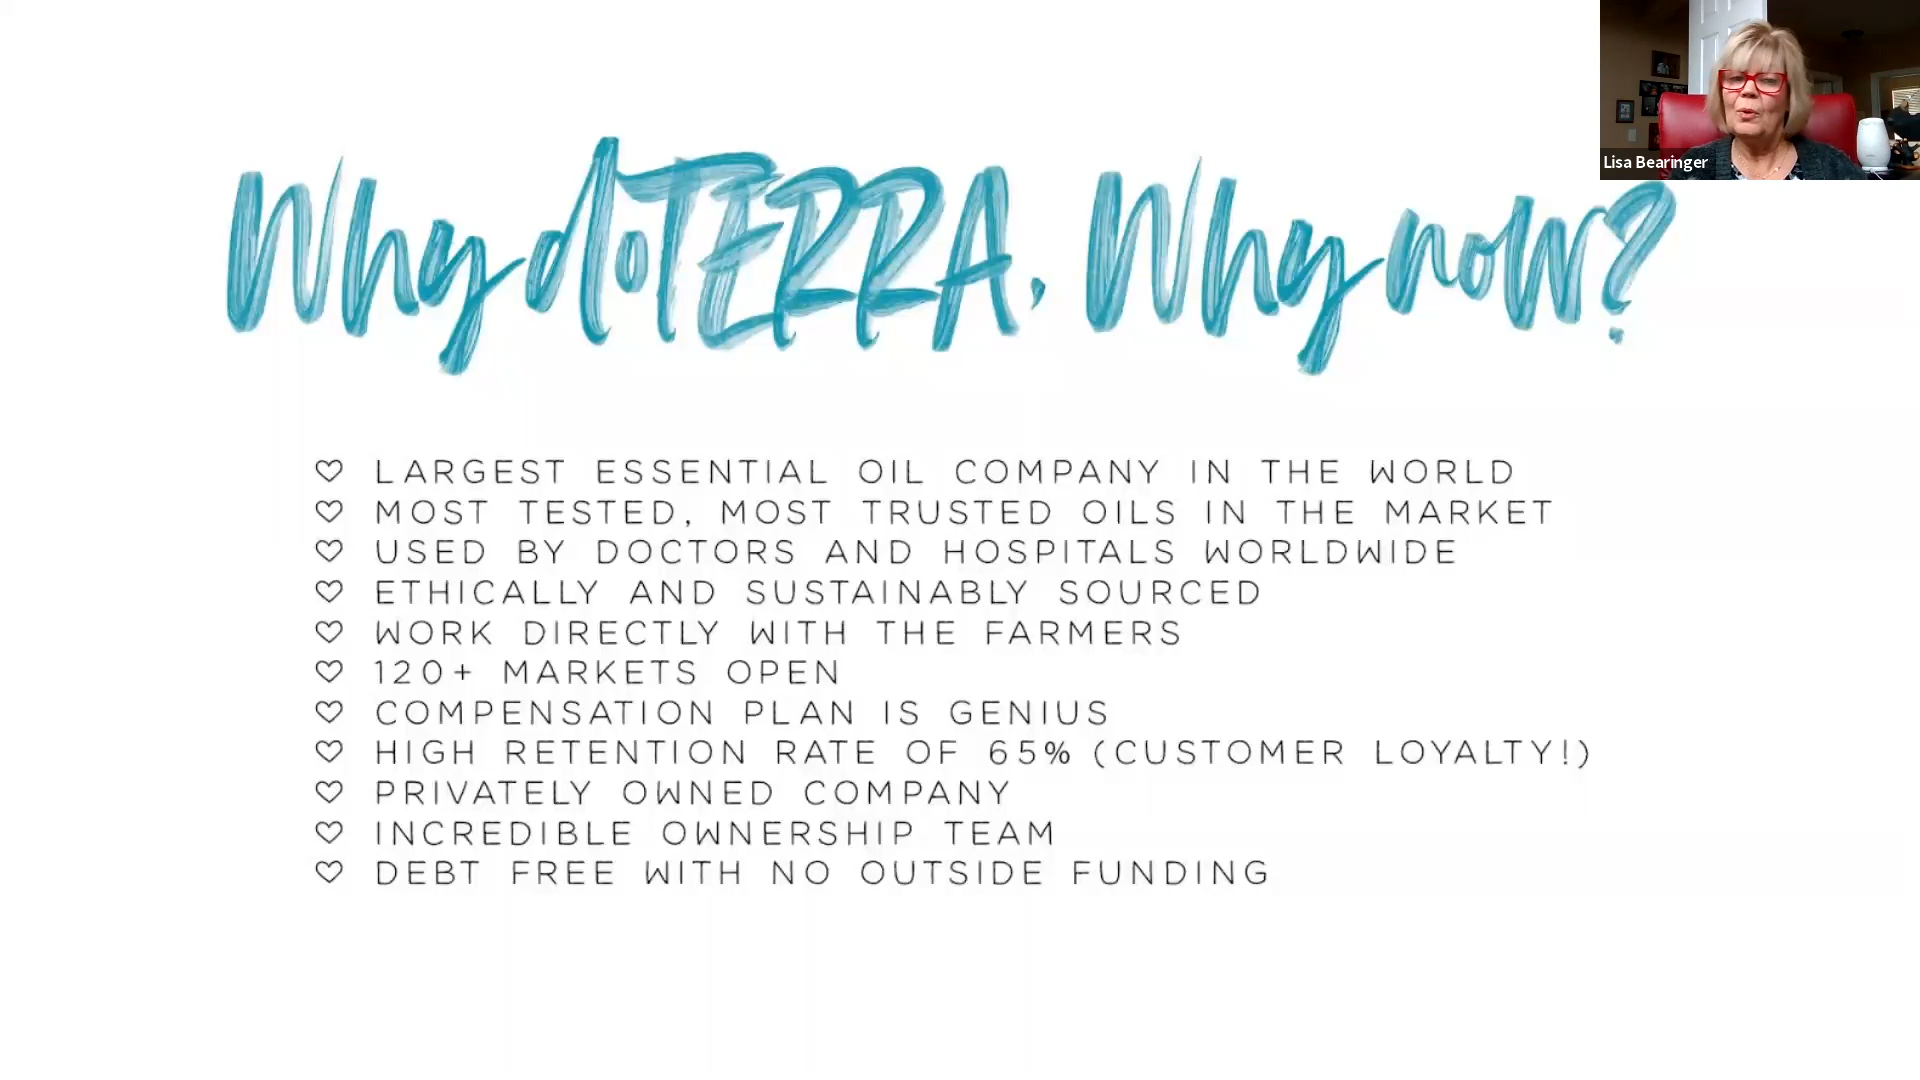 Lisa Bearinger
Why doTERRA, Why now?
LARGEST ESSENTIAL OIL COMPANY IN THE WORLD
MOST TESTED, MOST TRUSTED OILS IN THE MARKET
USED BY DOCTORS AND HOSPITALS WORLDWIDE
ETHICALLY AND SUSTAINABLY SOURCED
WORK DIRECTLY WITH THE FARMERS
120+ MARKETS OPEN
COMPENSATION PLAN IS GENIUS
HIGH RETENTION RATE OF 65% (CUSTOMER LOYALTY!)
PRIVATELY OWNED COMPANY
INCREDIBLE OWNERSHIP TEAM
DEBT FREE WITH NO OUTSIDE FUNDING